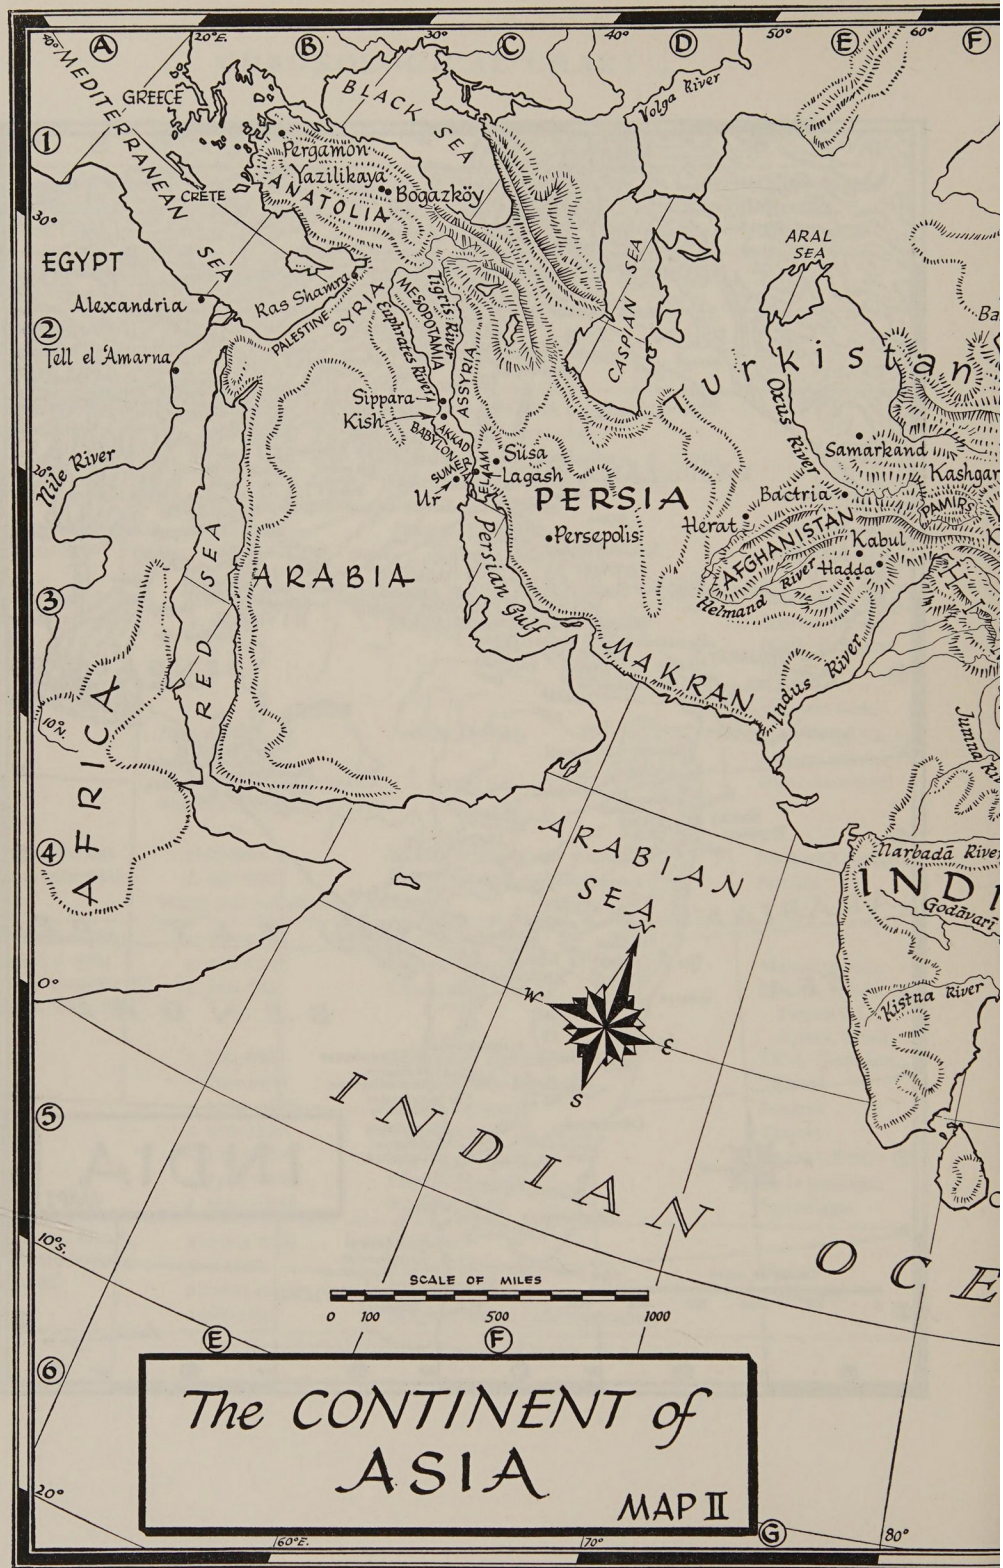 40°
A
20°E.
B
30°
C
40°
D
50°
E
60°
F
MEDITERRANEAN
SEA
GREECE
BLACK SEA
Volga River
1
Pergamon
Yazilikaya
Bogazköy
ANATOLIA
CRETE
30°
EGYPT
ARAL
SEA
CASPIAN SEA
Alexandria
Ras Shamra
SYRIA
PALESTINE
MESOPOTAMIA
Tigris River
Euphrates River
ASSYRIA
2
Tell el 'Amarna
Turkistan
Oxus River
Sippara
Kish
AKKAD
BABYLON
SUMER
ELAM
Susa
Lagash
Ur
Samarkand
Kashgar
20°
Nile River
PERSIA
Bactria
PAMIRS
Herat
AFGHANISTAN
Persepolis
Kabul
Hadda
Helmand River
Persian Gulf
RED SEA
ARABIA
3
MAKRAN
Indus River
10°N.
AFRICA
Jumna Ri
4
ARABIAN
SEA
Narbadā River
INDI
Godāvarī
Kistna River
0°
N
W
E
S
5
INDIAN OCE
10°S.
SCALE OF MILES
0 100 500 1000
E
F
6
The CONTINENT of
ASIA
MAP II
20°
60°E.
70°
G
80°